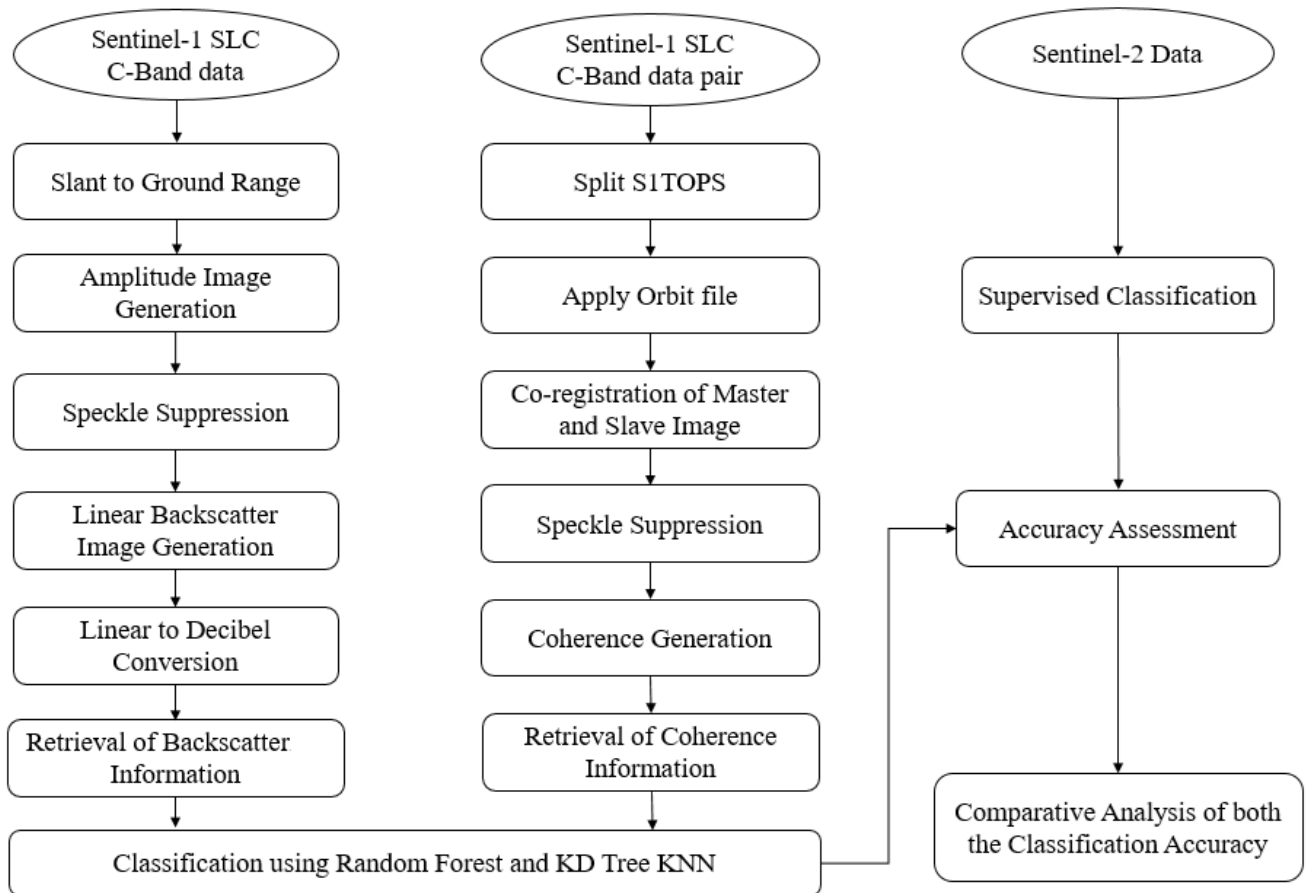 Sentinel-1 SLC
C-Band data
Slant to Ground Range
Amplitude Image
Generation
Speckle Suppression
Linear Backscatter
Image Generation
Linear to Decibel
Conversion
Retrieval of Backscatter
Information
Sentinel-1 SLC
C-Band data pair
Split S1TOPS
Apply Orbit file
Co-registration of Master
and Slave Image
Speckle Suppression
Coherence Generation
Retrieval of Coherence
Information
Classification using Random Forest and KD Tree KNN
Sentinel-2 Data
Supervised Classification
Accuracy Assessment
Comparative Analysis of both
the Classification Accuracy